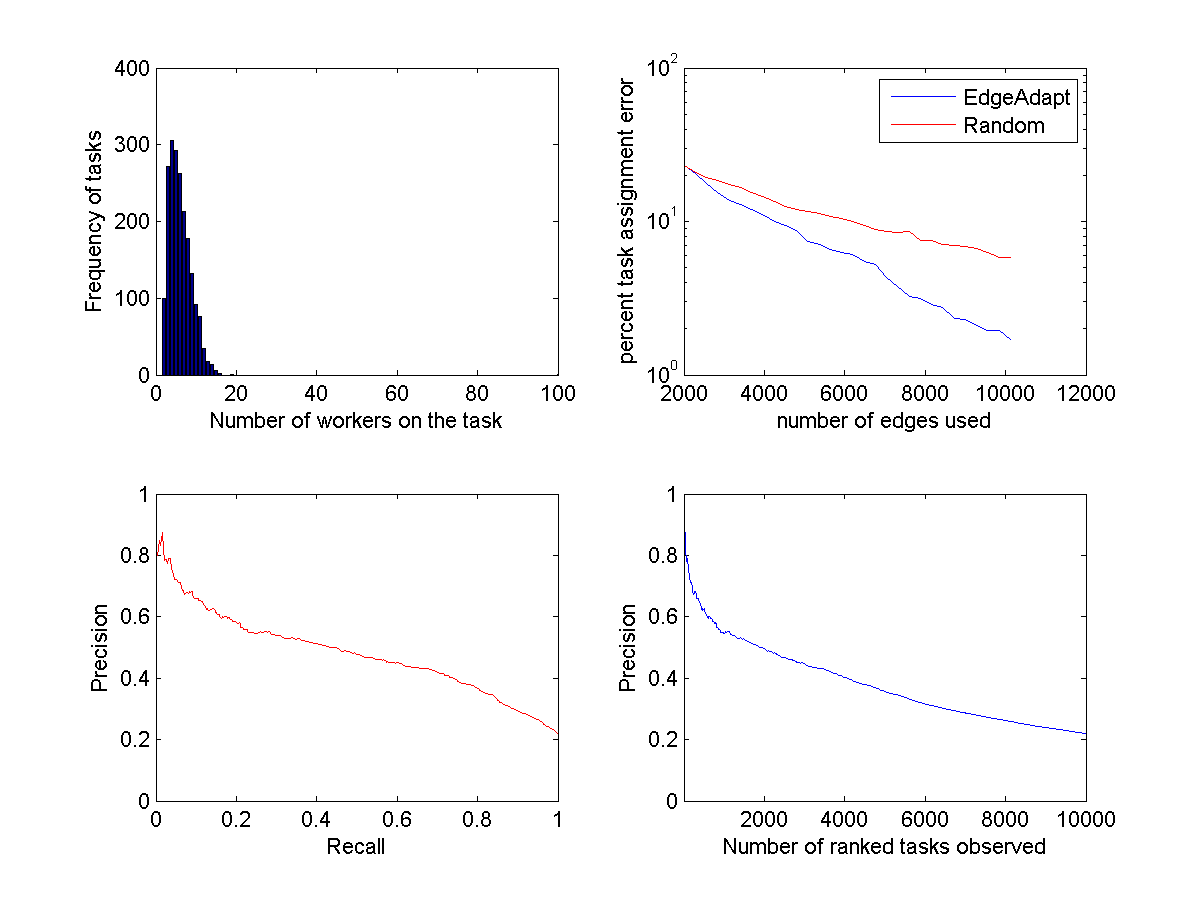 400
300
200
100
0
Frequency of tasks
0 20 40 60 80 100
Number of workers on the task
10^2
10^1
10^0
percent task assignment error
EdgeAdapt
Random
2000 4000 6000 8000 10000 12000
number of edges used
1
0.8
0.6
0.4
0.2
0
Precision
0 0.2 0.4 0.6 0.8 1
Recall
1
0.8
0.6
0.4
0.2
0
Precision
2000 4000 6000 8000 10000
Number of ranked tasks observed